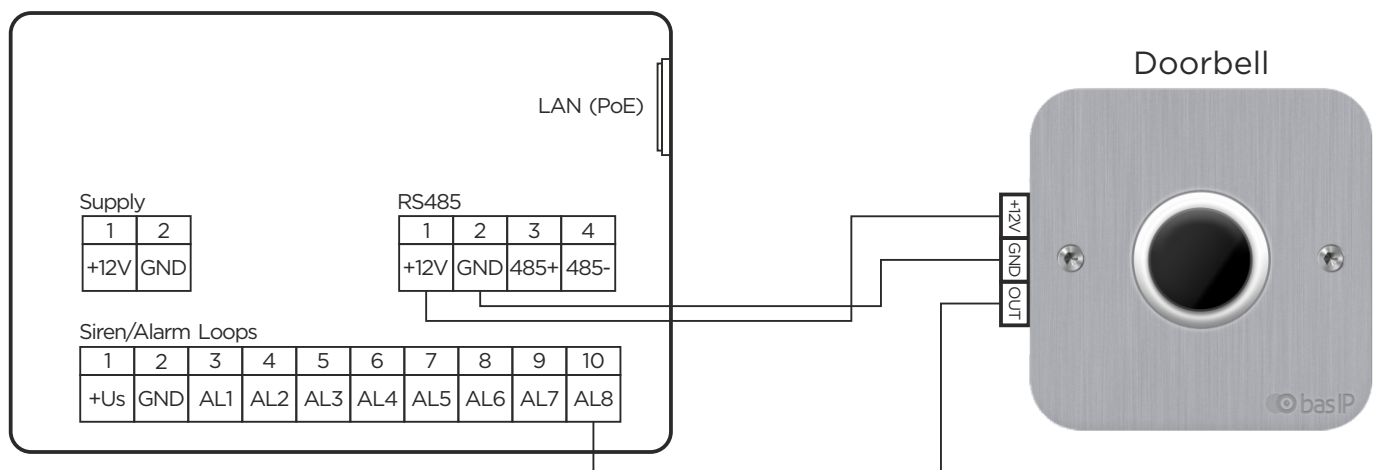 Doorbell
LAN (PoE)
Supply
1 2
+12V GND
RS485
1 2 3 4
+12V GND 485+ 485-
Siren/Alarm Loops
1 2 3 4 5 6 7 8 9 10
+Us GND AL1 AL2 AL3 AL4 AL5 AL6 AL7 AL8
+12V
GND
OUT
bas IP